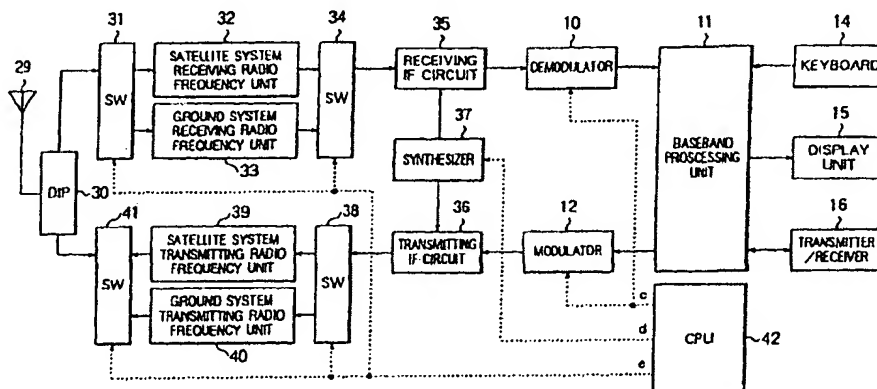 31
32
34
35
10
11
14
29
SW
SATELLITE SYSTEM
RECEIVING RADIO
FREQUENCY UNIT
SW
RECEIVING
IF CIRCUIT
DEMODULATOR
KEYBOARD
GROUND SYSTEM
RECEIVING RADIO
FREQUENCY UNIT
33
37
SYNTHESIZER
BASEBAND
PROSCESSING
UNIT
15
DISPLAY
UNIT
DIP
30
41
39
38
36
12
16
SW
SATELLITE SYSTEM
TRANSMITTING RADIO
FREQUENCY UNIT
SW
TRANSMITTING
IF CIRCUIT
MODULATOR
TRANSMITTER
/RECEIVER
GROUND SYSTEM
TRANSMITTING RADIO
FREQUENCY UNIT
40
c
d
e
CPU
42